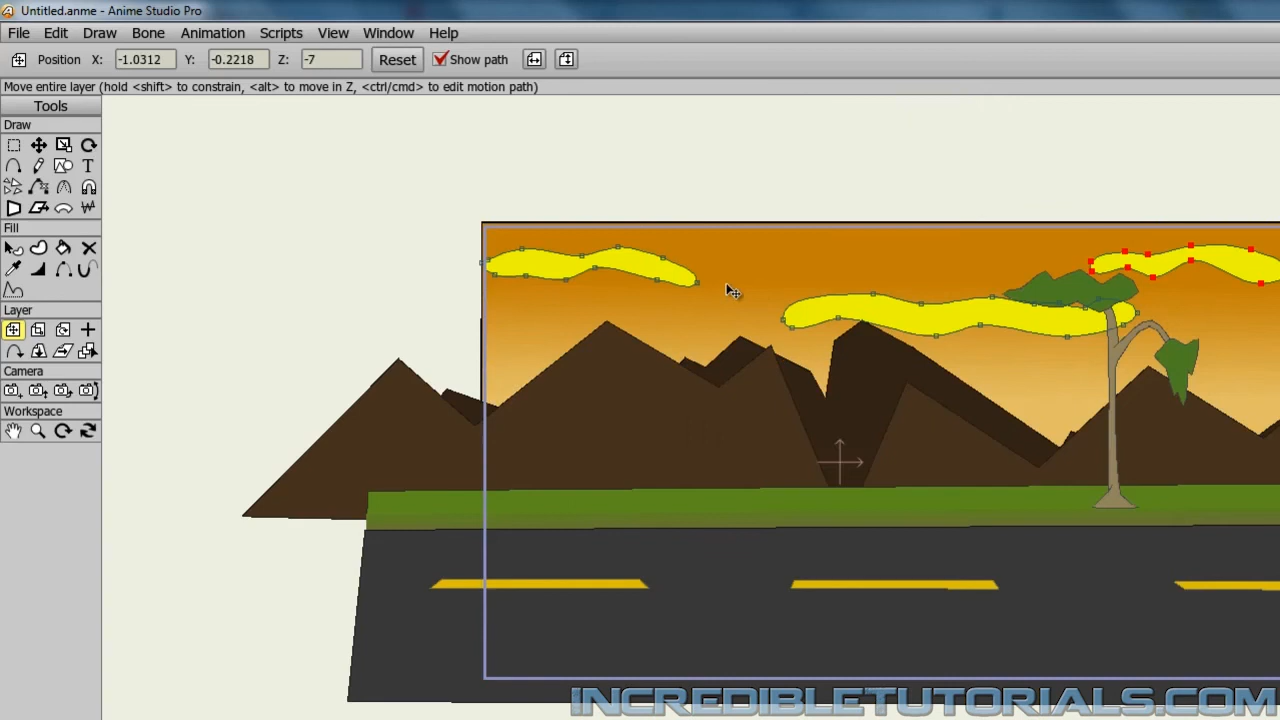 Untitled.anme - Anime Studio Pro
File Edit Draw Bone Animation Scripts View Window Help
Position X: -1.0312 Y: -0.2218 Z: -7 Reset Show path
Move entire layer (hold <shift> to constrain, <alt> to move in Z, <ctrl/cmd> to edit motion path)
Tools
Draw
T
Fill
Layer
Camera
Workspace
INCREDIBLETUTORIALS.COM